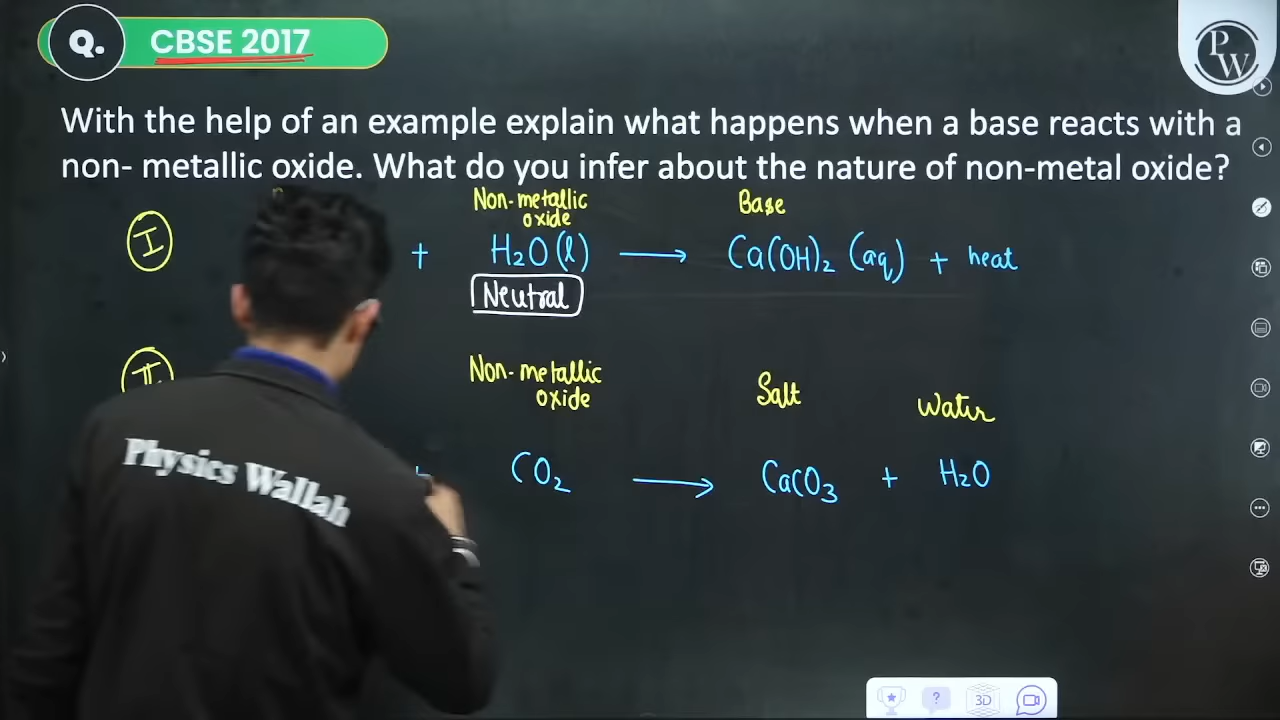 Q. CBSE 2017
PW
With the help of an example explain what happens when a base reacts with a
non- metallic oxide. What do you infer about the nature of non-metal oxide?
Non-metallic
oxide
Base
I + H₂O(l) ⟶ Ca(OH)₂ (aq) + heat
Neutral
II
Non-metallic
oxide
Salt
Water
+ CO₂ ⟶ CaCO₃ + H₂O
Physics Wallah
? 3D